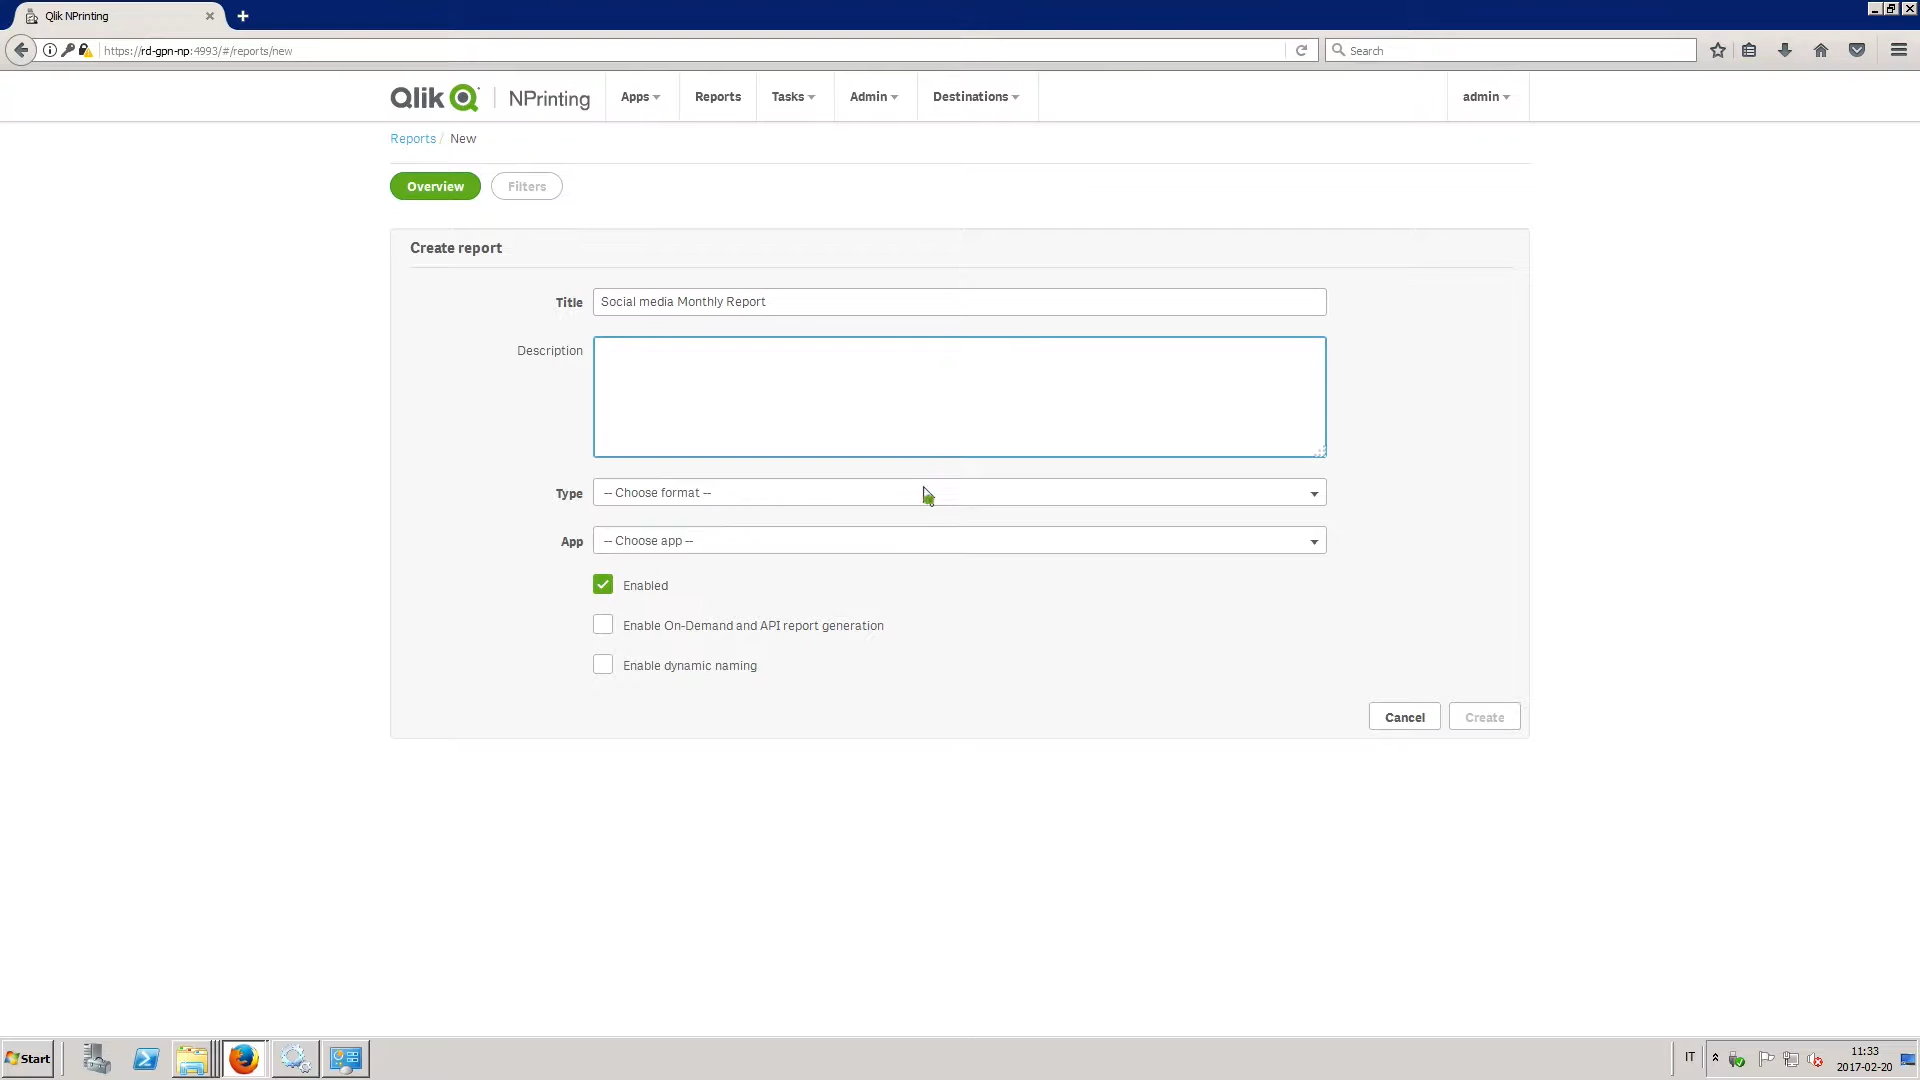 Qlik NPrinting
https://rd-gpn-np:4993/#/reports/new
Search
Qlik NPrinting
Apps
Reports
Tasks
Admin
Destinations
admin
Reports / New
Overview
Filters
Create report
Title
Social media Monthly Report
Description
Type
-- Choose format --
App
-- Choose app --
Enabled
Enable On-Demand and API report generation
Enable dynamic naming
Cancel
Create
Start
IT
11:33
2017-02-20